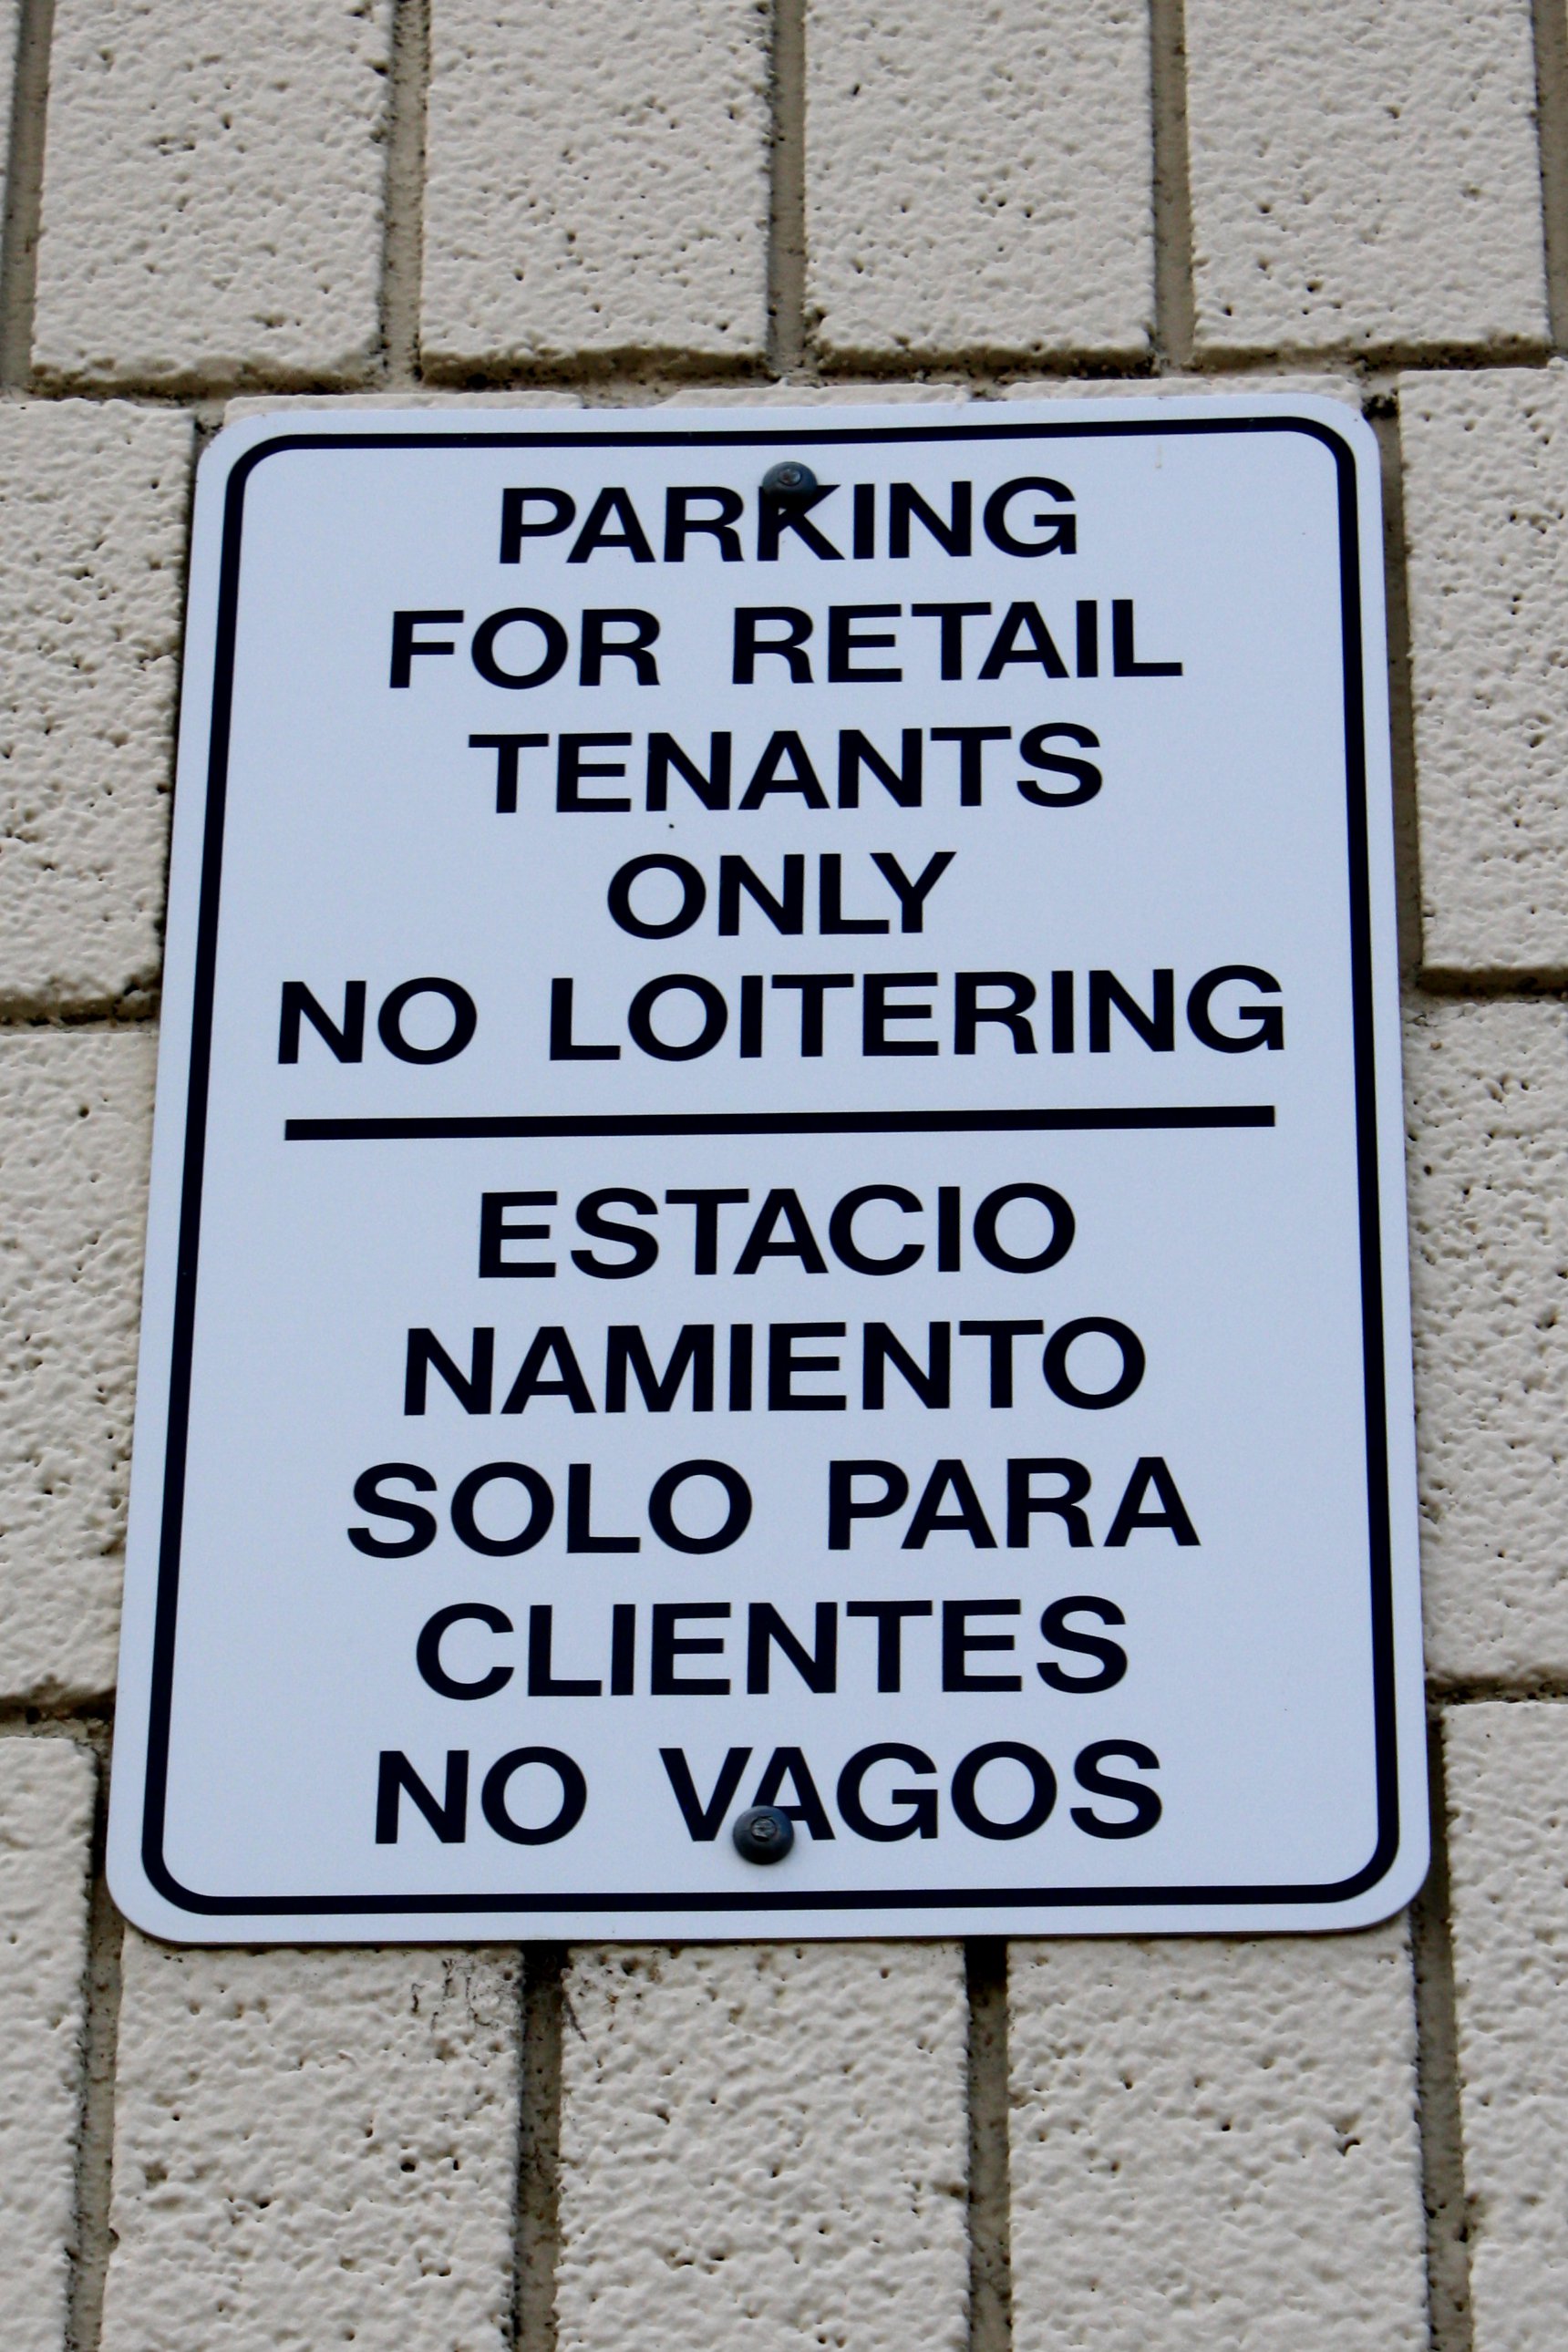 PARKING
FOR RETAIL
TENANTS
ONLY
NO LOITERING
ESTACIO
NAMIENTO
SOLO PARA
CLIENTES
NO VAGOS